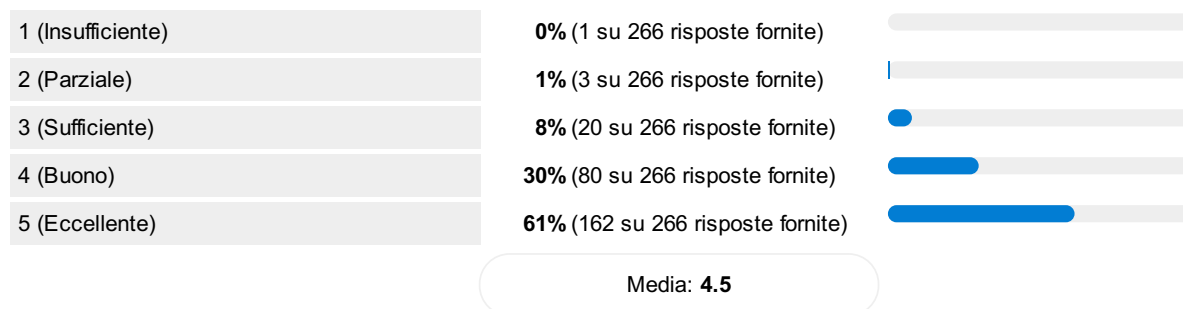 1 (Insufficiente) 0% (1 su 266 risposte fornite)
2 (Parziale) 1% (3 su 266 risposte fornite)
3 (Sufficiente) 8% (20 su 266 risposte fornite)
4 (Buono) 30% (80 su 266 risposte fornite)
5 (Eccellente) 61% (162 su 266 risposte fornite)
Media: 4.5